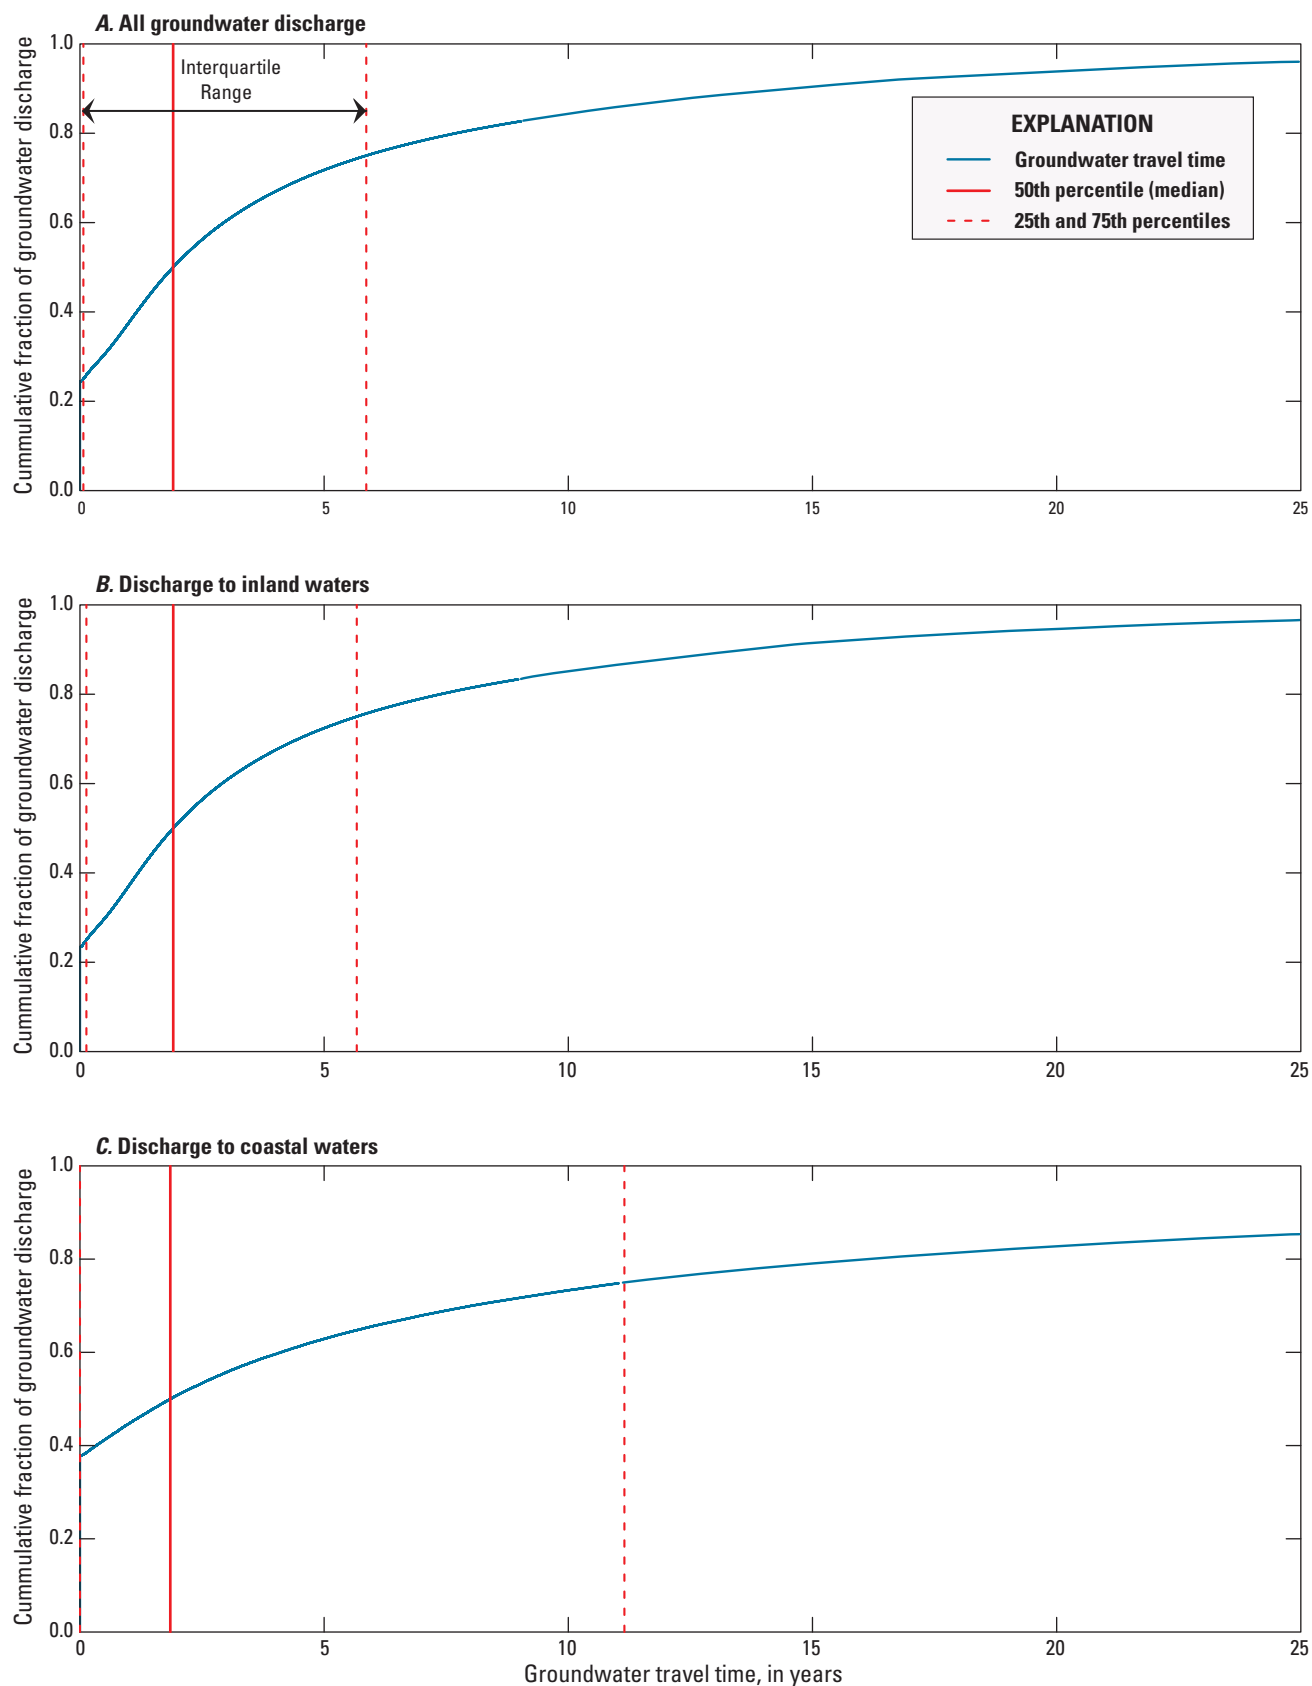 A. All groundwater discharge
Cummulative fraction of groundwater discharge
1.0
0.8
0.6
0.4
0.2
0.0
Interquartile
Range
EXPLANATION
Groundwater travel time
50th percentile (median)
25th and 75th percentiles
0 5 10 15 20 25
B. Discharge to inland waters
Cummulative fraction of groundwater discharge
1.0
0.8
0.6
0.4
0.2
0.0
0 5 10 15 20 25
C. Discharge to coastal waters
Cummulative fraction of groundwater discharge
1.0
0.8
0.6
0.4
0.2
0.0
0 5 10 15 20 25
Groundwater travel time, in years